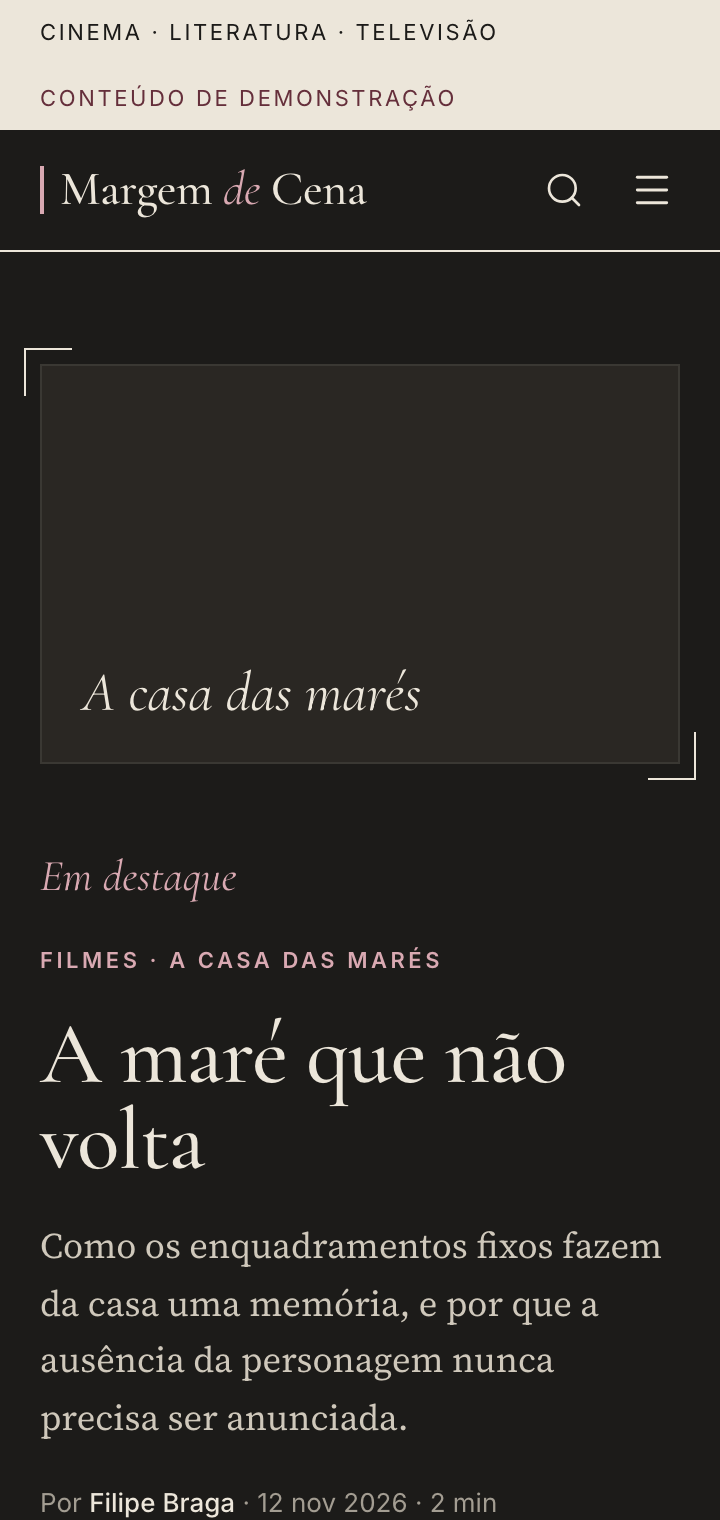 CINEMA · LITERATURA · TELEVISÃO
CONTEÚDO DE DEMONSTRAÇÃO
Margem de Cena
A casa das marés
Em destaque
FILMES · A CASA DAS MARÉS
A maré que não
volta
Como os enquadramentos fixos fazem
da casa uma memória, e por que a
ausência da personagem nunca
precisa ser anunciada.
Por Filipe Braga · 12 nov 2026 · 2 min